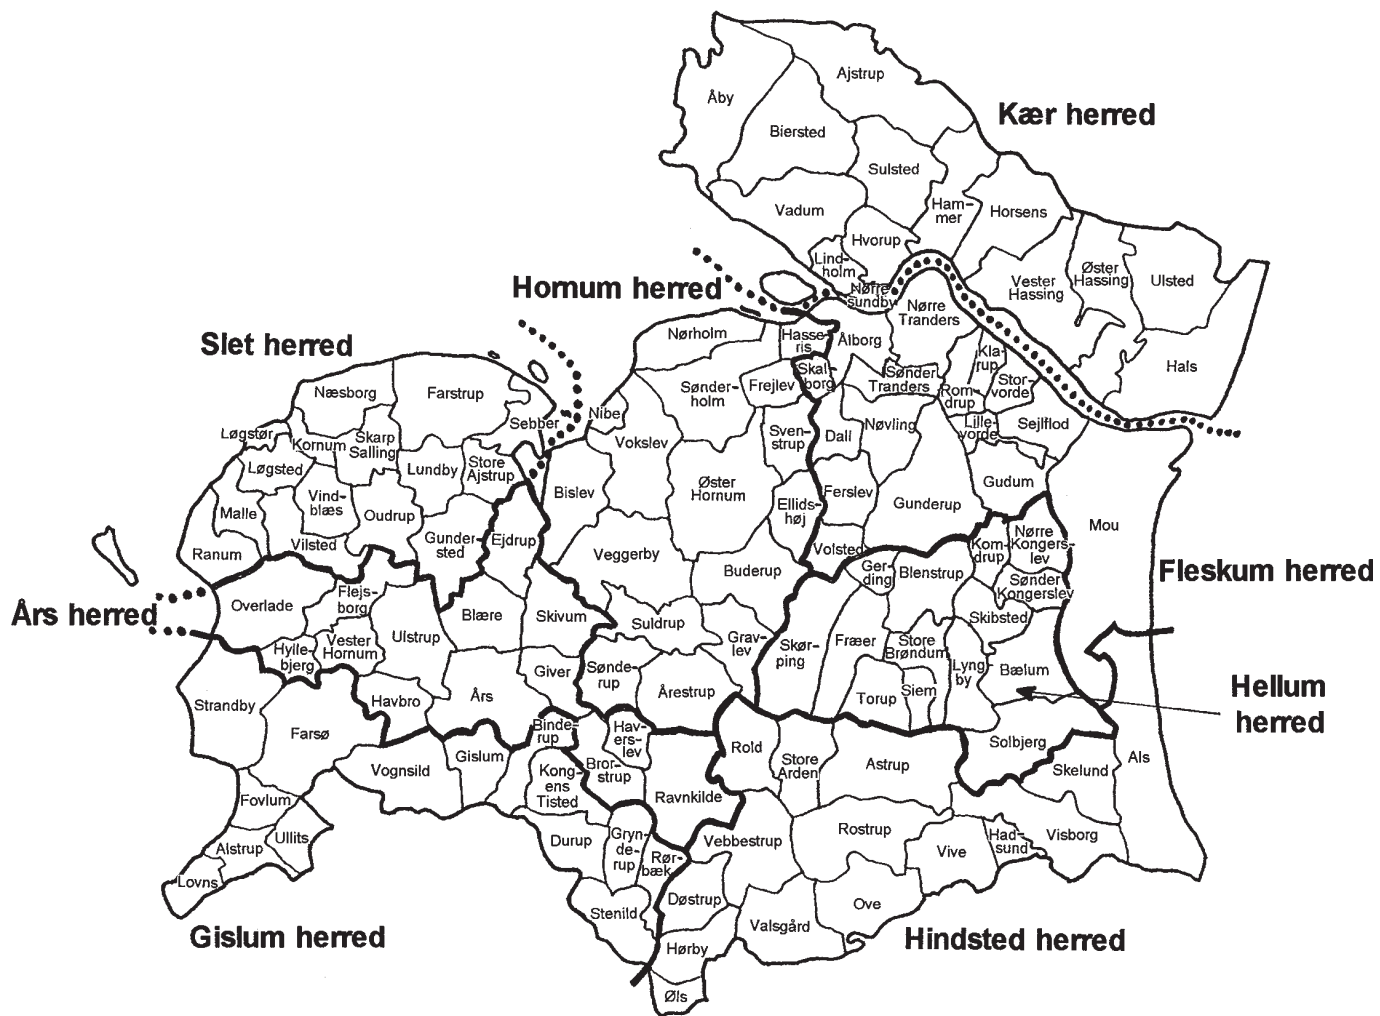 Ajstrup
Åby
Kær herred
Biersted
Sulsted
Vadum
Ham-
mer
Horsens
Hvorup
Lind-
holm
Øster
Hassing
Vester
Hassing
Ulsted
Hornum herred
Nørre
sundby
Nørre
Tranders
Slet herred
Nørholm
Hasse-
ris
Ålborg
Kla-
rup
Hals
Næsborg
Farstrup
Sønder-
holm
Frejlev
Skal-
borg
Sønder
Tranders
Rom-
drup
Stor-
vorde
Løgstør
Kornum
Skarp
Salling
Sebber
Nibe
Vokslev
Sven-
strup
Dall
Nøvling
Lille-
vorde
Sejlflod
Løgsted
Lundby
Store
Ajstrup
Malle
Vind-
blæs
Oudrup
Bislev
Øster
Hornum
Ellids-
høj
Ferslev
Gunderup
Gudum
Mou
Ranum
Vilsted
Gunder-
sted
Ejdrup
Veggerby
Buderup
Volsted
Ger-
ding
Blenstrup
Kom-
drup
Nørre
Kongers-
lev
Sønder
Kongerslev
Fleskum herred
Års herred
Overlade
Flejs-
borg
Ulstrup
Blære
Skivum
Suldrup
Grav-
lev
Skør-
ping
Fræer
Store
Brøndum
Skibsted
Hylle-
bjerg
Vester
Hornum
Giver
Sønde-
rup
Årestrup
Lyng-
by
Bælum
Strandby
Havbro
Års
Torup
Siem
Hellum
herred
Farsø
Binde-
rup
Hav-
ers-
lev
Rold
Store
Arden
Astrup
Solbjerg
Als
Vognsild
Gislum
Kong-
ens
Tisted
Bror-
strup
Ravnkilde
Skelund
Fovlum
Ullits
Alstrup
Lovns
Durup
Gryn-
de-
rup
Rør-
bæk
Vebbestrup
Rostrup
Vive
Had-
sund
Visborg
Stenild
Døstrup
Valsgård
Ove
Gislum herred
Hørby
Hindsted herred
Øls